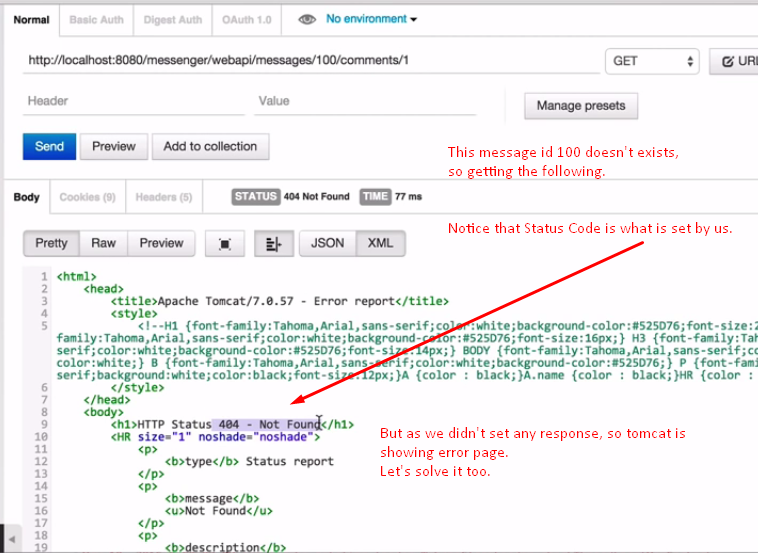 Normal Basic Auth Digest Auth OAuth 1.0 No environment
http://localhost:8080/messenger/webapi/messages/100/comments/1 GET URL
Header Value Manage presets
Send Preview Add to collection
This message id 100 doesn't exists,
so getting the following.
Body Cookies (9) Headers (5) STATUS 404 Not Found TIME 77 ms
Notice that Status Code is what is set by us.
Pretty Raw Preview JSON XML
1 <html>
2 <head>
3 <title>Apache Tomcat/7.0.57 - Error report</title>
4 <style>
5 <!--H1 {font-family:Tahoma,Arial,sans-serif;color:white;background-color:#525D76;font-size:2
family:Tahoma,Arial,sans-serif;color:white;background-color:#525D76;font-size:16px;} H3 {font-family:Tah
serif;color:white;background-color:#525D76;font-size:14px;} BODY {font-family:Tahoma,Arial,sans-serif;co
color:white;} B {font-family:Tahoma,Arial,sans-serif;color:white;background-color:#525D76;} P {font-fa
serif;background:white;color:black;font-size:12px;}A {color : black;}A.name {color : black;}HR {color :
6 </style>
7 </head>
8 <body>
9 <h1>HTTP Status 404 - Not Found</h1>
10 <HR size="1" noshade="noshade">
11 <p>
12 <b>type</b> Status report
13 </p>
14 <p>
15 <b>message</b>
16 <u>Not Found</u>
17 </p>
18 <p>
19 <b>description</b>
But as we didn't set any response, so tomcat is
showing error page.
Let's solve it too.